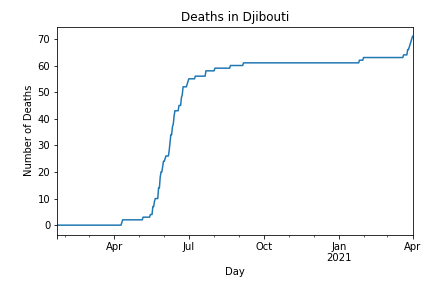 Deaths in Djibouti
Number of Deaths
70
60
50
40
30
20
10
0
Apr
Jul
Oct
Jan
2021
Apr
Day